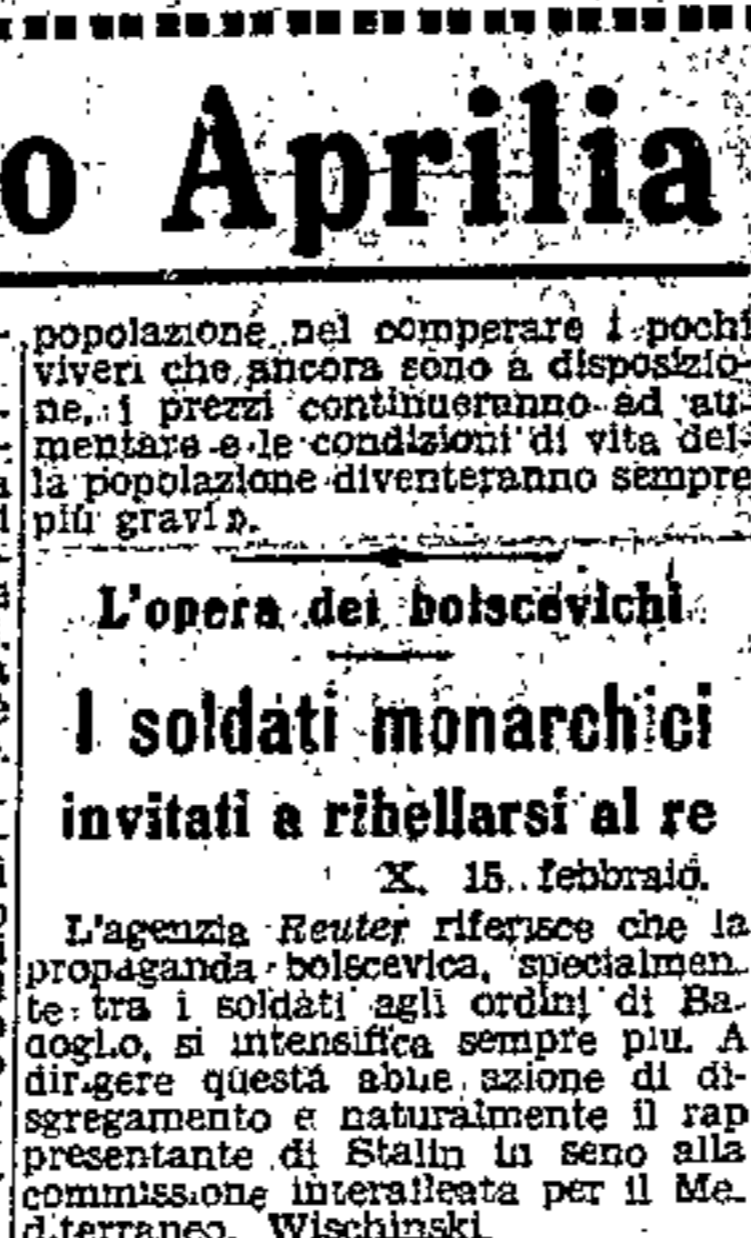 o Aprilia
popolazione nel comperare i pochi
viveri che ancora sono a disposizio-
ne, i prezzi continueranno ad au-
mentare e le condizioni di vita del-
la popolazione diventeranno sempre
più gravi».
L'opera dei bolscevichi
I soldati monarchici
invitati a ribellarsi al re
X. 15 febbraio.
L'agenzia Reuter riferisce che la
propaganda bolscevica, specialmen-
te tra i soldati agli ordini di Ba-
doglio, si intensifica sempre più. A
dirigere questa abile azione di di-
sgregamento è naturalmente il rap
presentante di Stalin in seno alla
commissione interalleata per il Me-
diterraneo, Wischinski